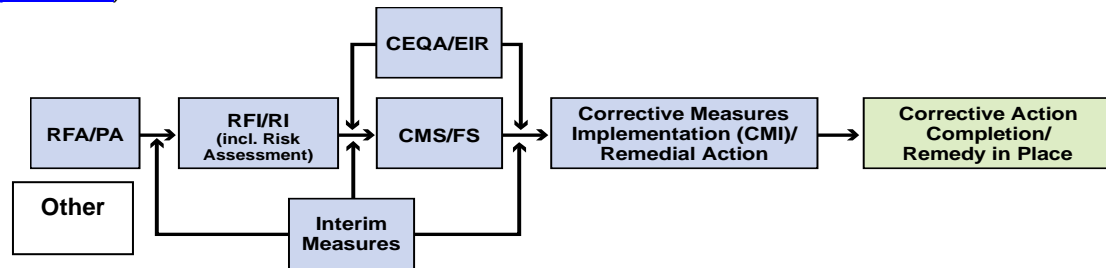 CEQA/EIR
RFA/PA
RFI/RI
(incl. Risk
Assessment)
CMS/FS
Corrective Measures
Implementation (CMI)/
Remedial Action
Corrective Action
Completion/
Remedy in Place
Other
Interim
Measures